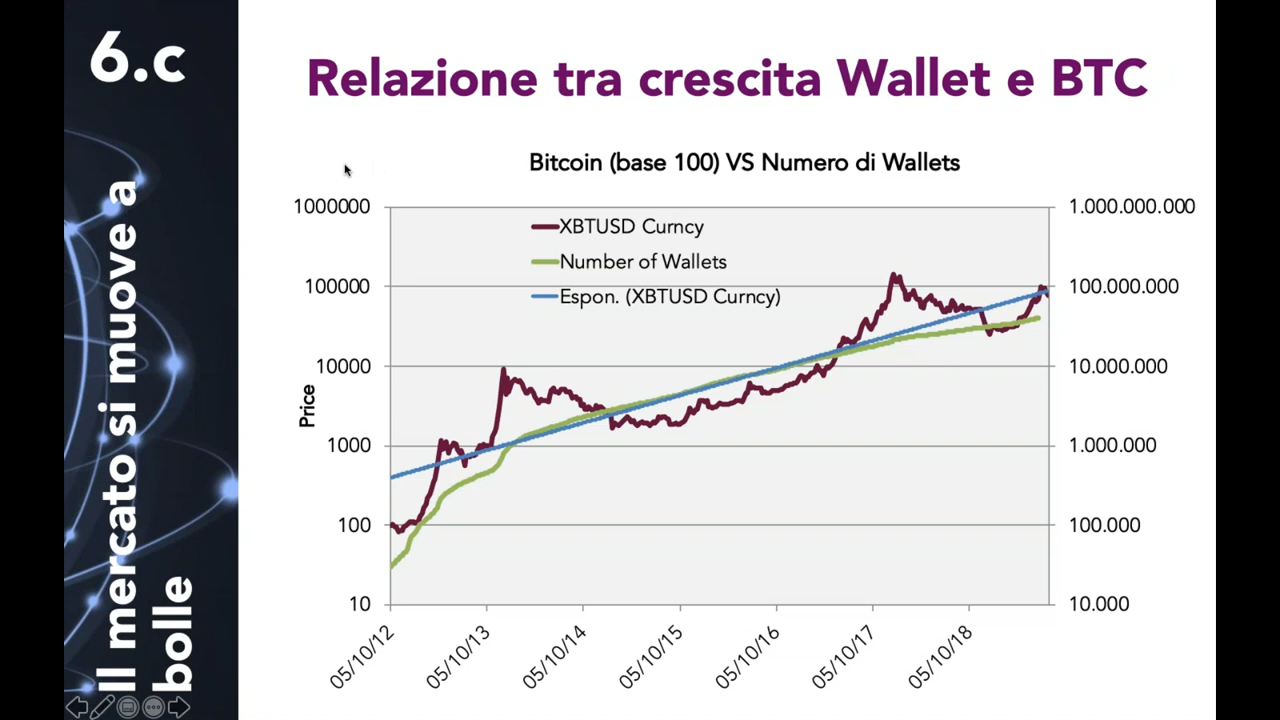 6.c
Il mercato si muove a
bolle
Relazione tra crescita Wallet e BTC
Bitcoin (base 100) VS Numero di Wallets
XBTUSD Curncy
Number of Wallets
Espon. (XBTUSD Curncy)
Price
1000000
100000
10000
1000
100
10
1.000.000.000
100.000.000
10.000.000
1.000.000
100.000
10.000
05/10/12
05/10/13
05/10/14
05/10/15
05/10/16
05/10/17
05/10/18